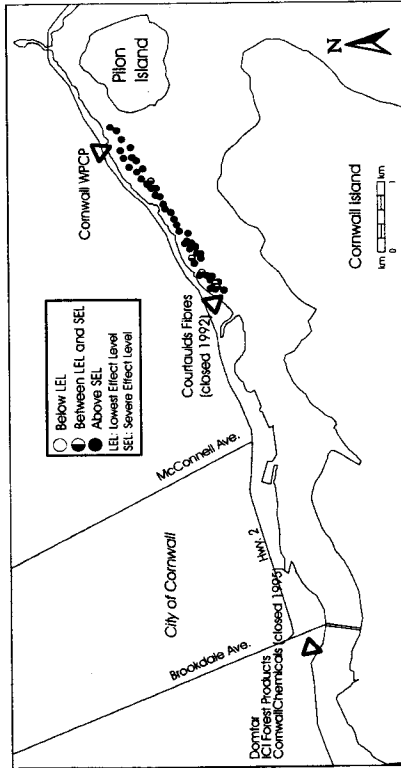 Pilon
Island
Cornwall WPCP
Below LEL
Between LEL and SEL
Above SEL
LEL: Lowest Effect Level
SEL: Severe Effect Level
Courtaulds Fibres
(closed 1992)
McConnell Ave.
City of Cornwall
Hwy. 2
Brookdale Ave.
Domtar
ICI Forest Products
CornwallChemicals (closed 1995)
Cornwall Island
km
km
0
1
N